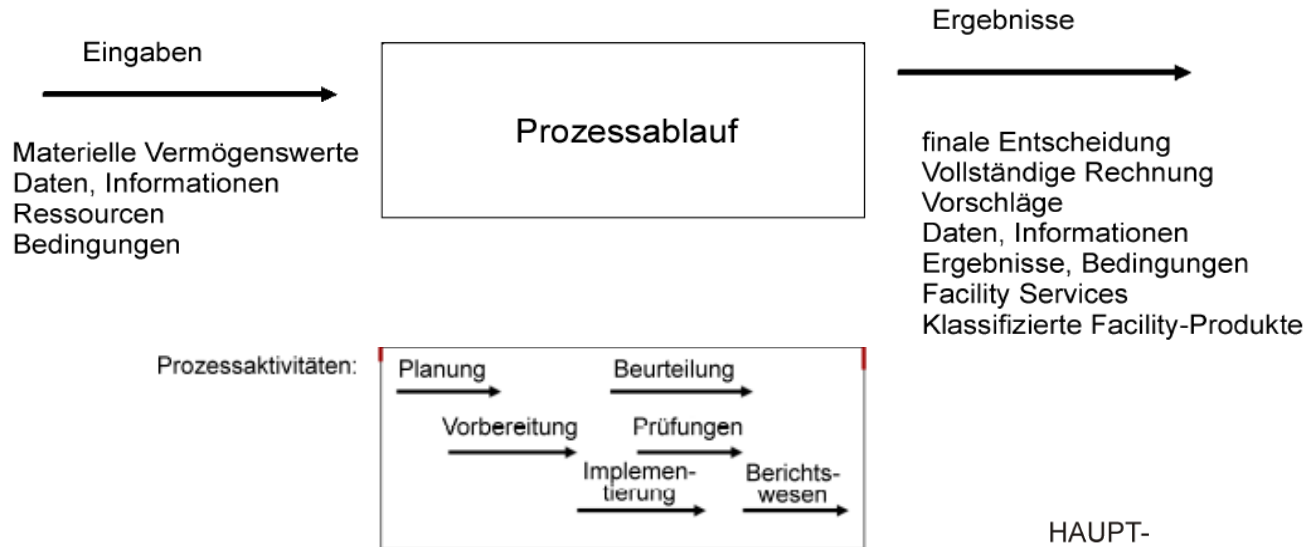 Eingaben
Materielle Vermögenswerte
Daten, Informationen
Ressourcen
Bedingungen
Prozessablauf
Ergebnisse
finale Entscheidung
Vollständige Rechnung
Vorschläge
Daten, Informationen
Ergebnisse, Bedingungen
Facility Services
Klassifizierte Facility-Produkte
Prozessaktivitäten:
Planung
Beurteilung
Vorbereitung
Prüfungen
Implemen-
tierung
Berichts-
wesen
HAUPT-